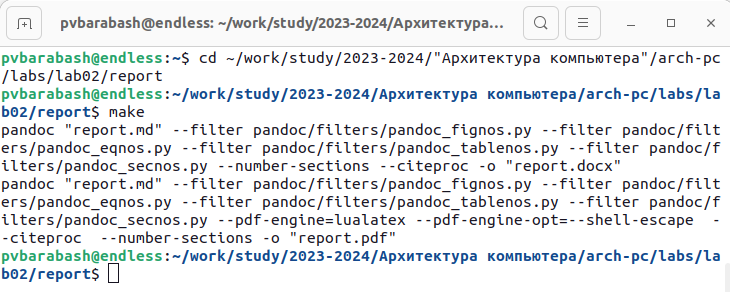 pvbarabash@endless: ~/work/study/2023-2024/Архитектура...
pvbarabash@endless:~$ cd ~/work/study/2023-2024/"Архитектура компьютера"/arch-pc
/labs/lab02/report
pvbarabash@endless:~/work/study/2023-2024/Архитектура компьютера/arch-pc/labs/la
b02/report$ make
pandoc "report.md" --filter pandoc/filters/pandoc_fignos.py --filter pandoc/filt
ers/pandoc_eqnos.py --filter pandoc/filters/pandoc_tablenos.py --filter pandoc/f
ilters/pandoc_secnos.py --number-sections --citeproc -o "report.docx"
pandoc "report.md" --filter pandoc/filters/pandoc_fignos.py --filter pandoc/filt
ers/pandoc_eqnos.py --filter pandoc/filters/pandoc_tablenos.py --filter pandoc/f
ilters/pandoc_secnos.py --pdf-engine=lualatex --pdf-engine-opt=--shell-escape  -
-citeproc  --number-sections -o "report.pdf"
pvbarabash@endless:~/work/study/2023-2024/Архитектура компьютера/arch-pc/labs/la
b02/report$